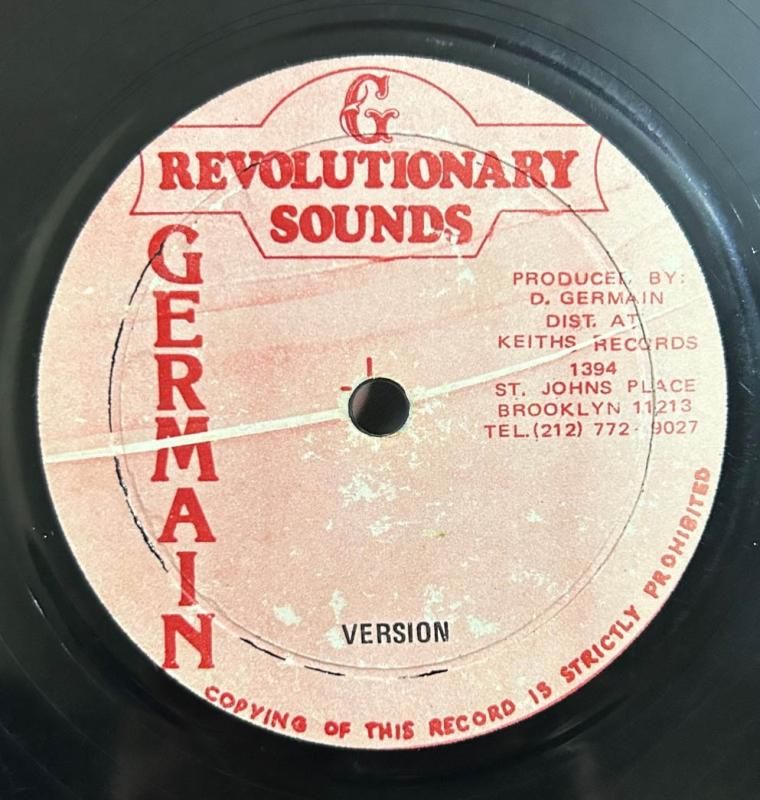 G
REVOLUTIONARY
SOUNDS
GERMAIN
PRODUCED BY:
D. GERMAIN
DIST. AT
KEITHS RECORDS
1394
ST. JOHNS PLACE
BROOKLYN 11213
TEL.(212) 772-9027
VERSION
COPYING OF THIS RECORD IS STRICTLY PROHIBITED